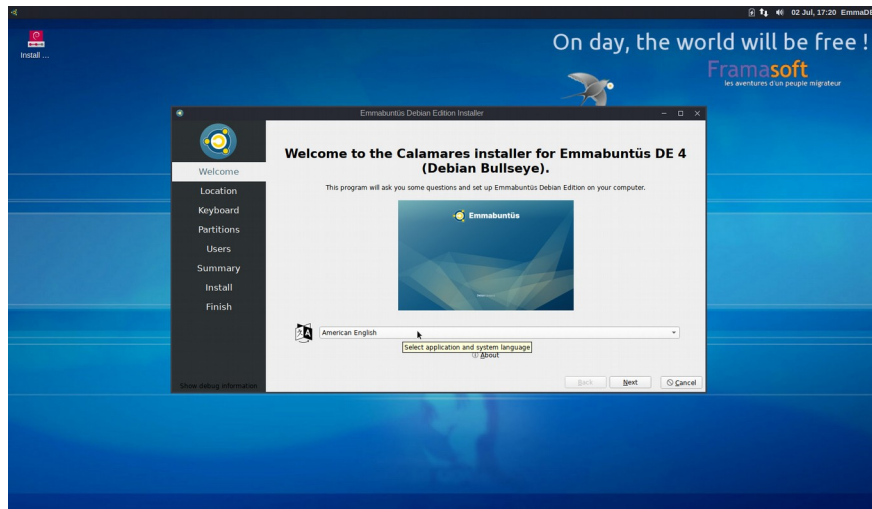 02 Jul, 17:20 EmmaDE
Install ...
On day, the world will be free !
Framasoft
les aventures d'un peuple migrateur
Emmabuntüs Debian Edition Installer
Welcome
Location
Keyboard
Partitions
Users
Summary
Install
Finish
Show debug information
Welcome to the Calamares installer for Emmabuntüs DE 4
(Debian Bullseye).
This program will ask you some questions and set up Emmabuntüs Debian Edition on your computer.
Emmabuntüs
American English
Select application and system language
About
Back Next Cancel